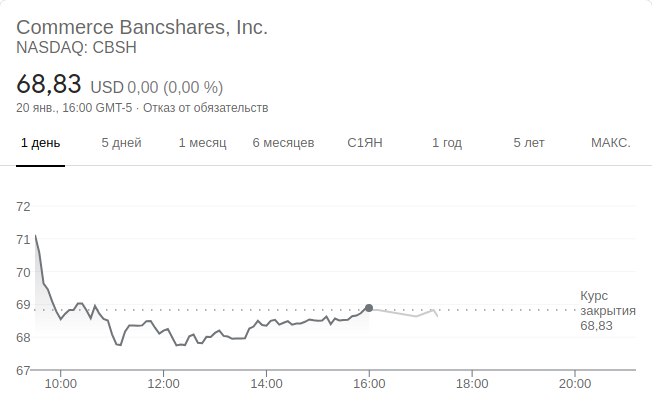 Commerce Bancshares, Inc.
NASDAQ: CBSH
68,83 USD 0,00 (0,00 %)
20 янв., 16:00 GMT-5 · Отказ от обязательств
1 день 5 дней 1 месяц 6 месяцев С1ЯН 1 год 5 лет МАКС.
72
71
70
69
68
67
Курс
закрытия
68,83
10:00 12:00 14:00 16:00 18:00 20:00